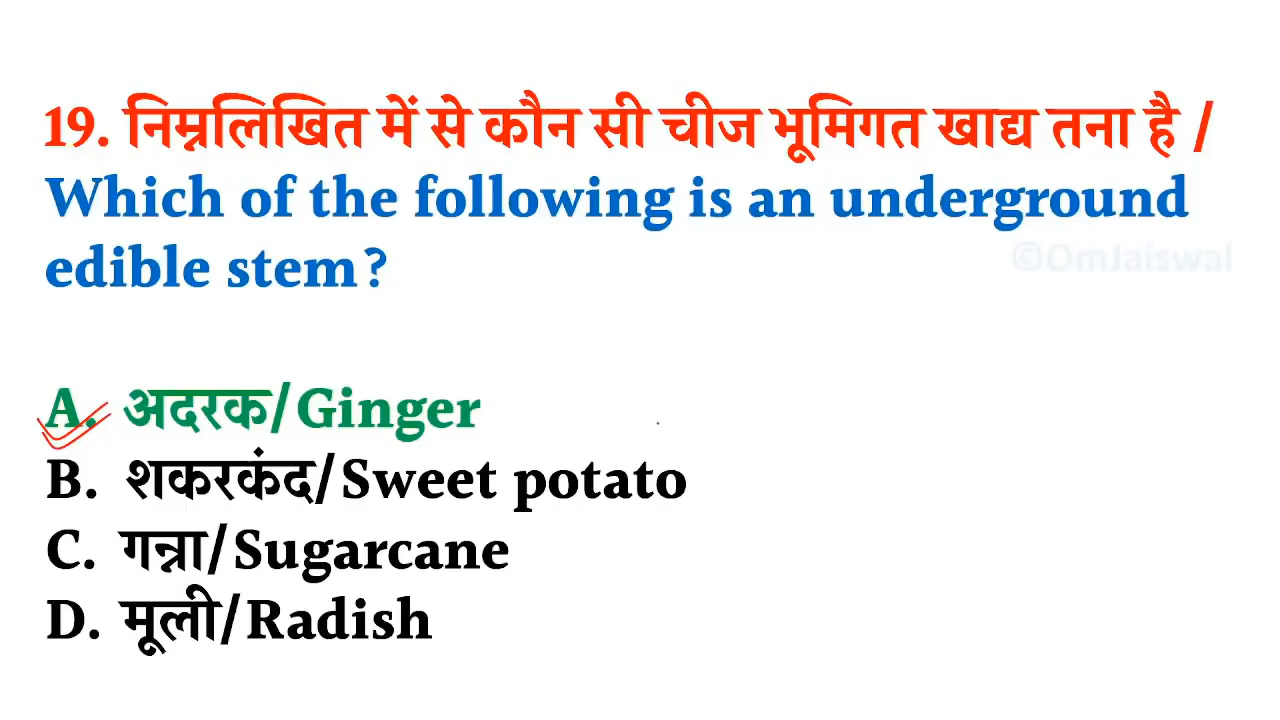 19. निम्नलिखित में से कौन सी चीज भूमिगत खाद्य तना है /
Which of the following is an underground
edible stem?
©OmJaiswal
A. अदरक/Ginger
B. शकरकंद/Sweet potato
C. गन्ना/Sugarcane
D. मूली/Radish